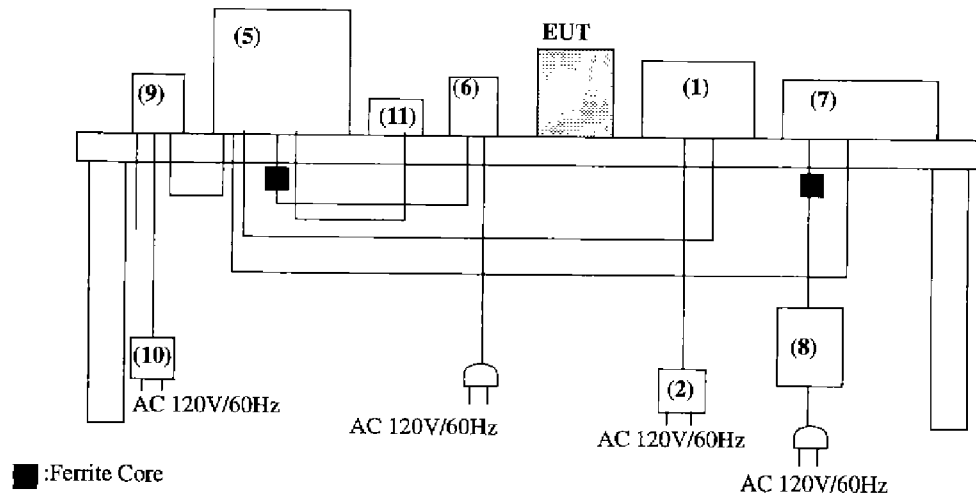 EUT
(5)
(1)
(6)
(7)
(9)
(11)
(8)
(10)
(2)
AC 120V/60Hz
AC 120V/60Hz
AC 120V/60Hz
AC 120V/60Hz
:Ferrite Core